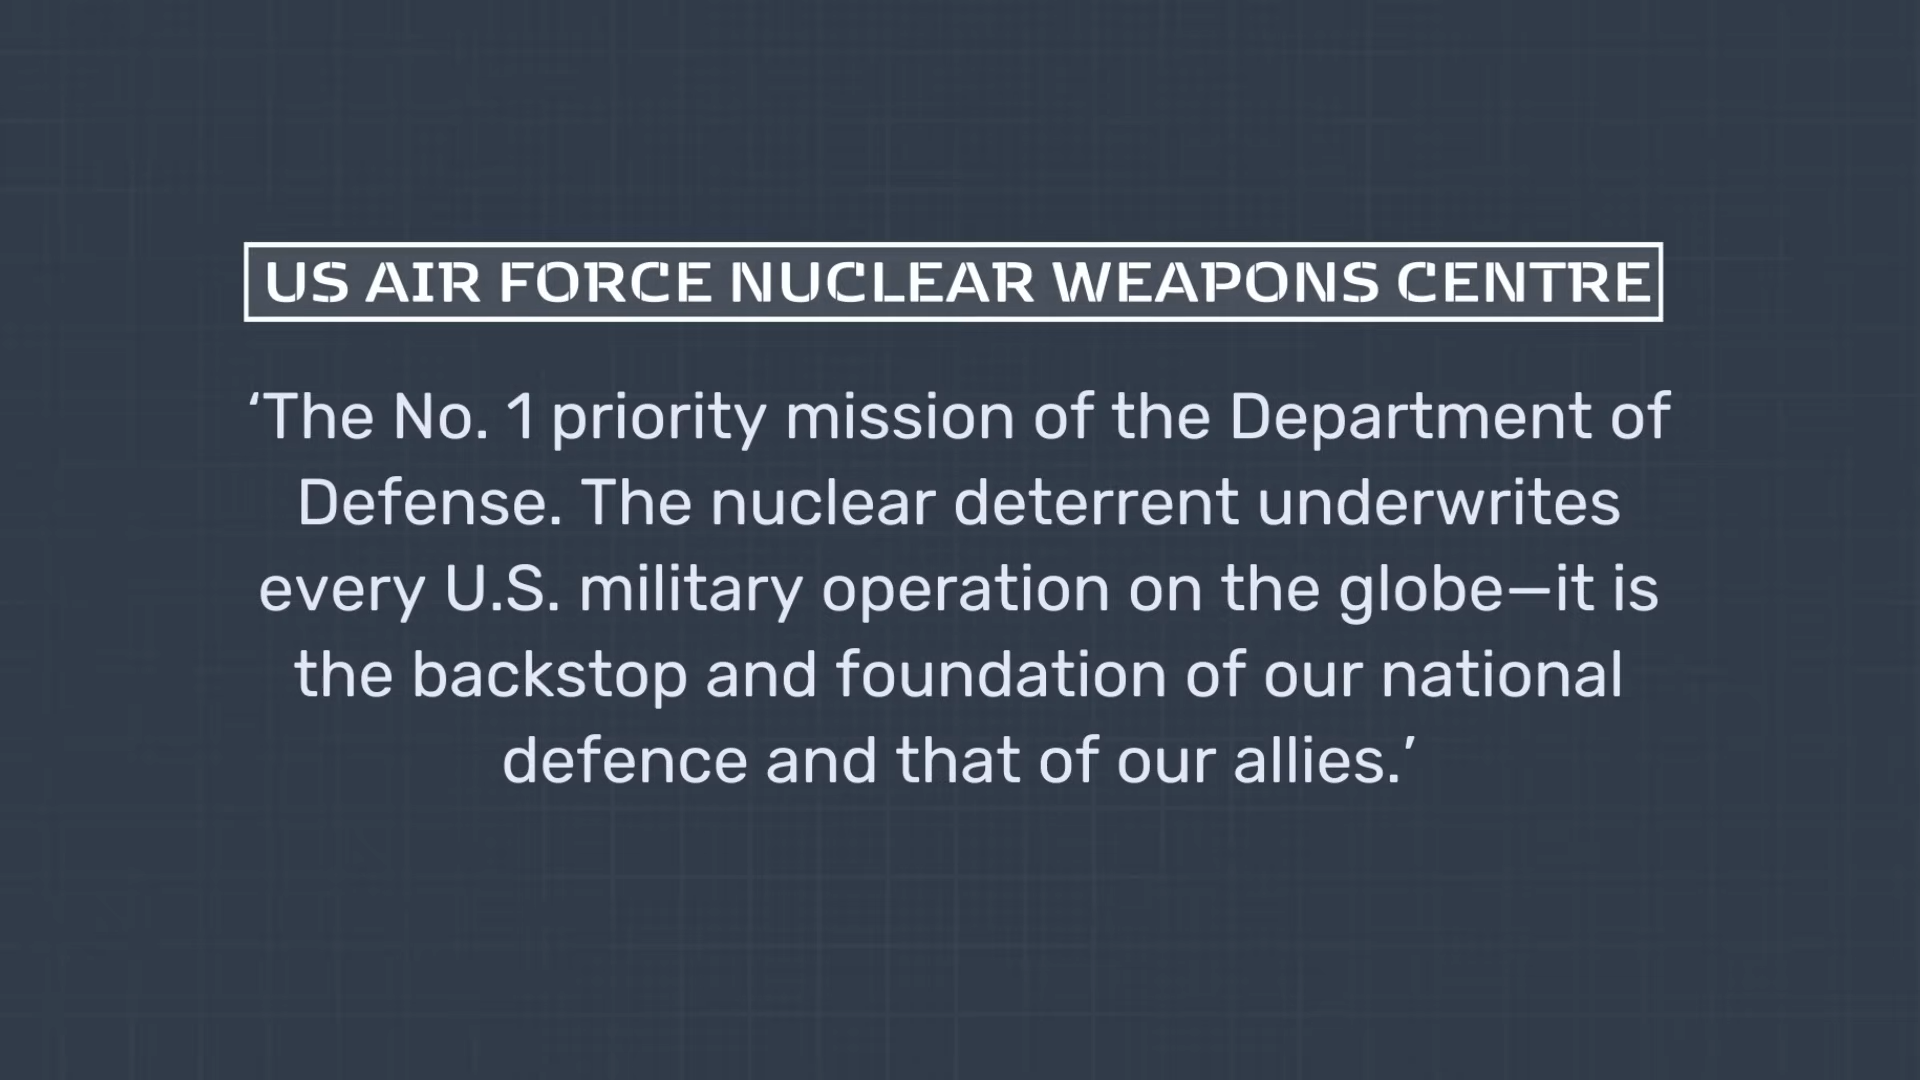 US AIR FORCE NUCLEAR WEAPONS CENTRE
‘The No. 1 priority mission of the Department of
Defense. The nuclear deterrent underwrites
every U.S. military operation on the globe—it is
the backstop and foundation of our national
defence and that of our allies.’